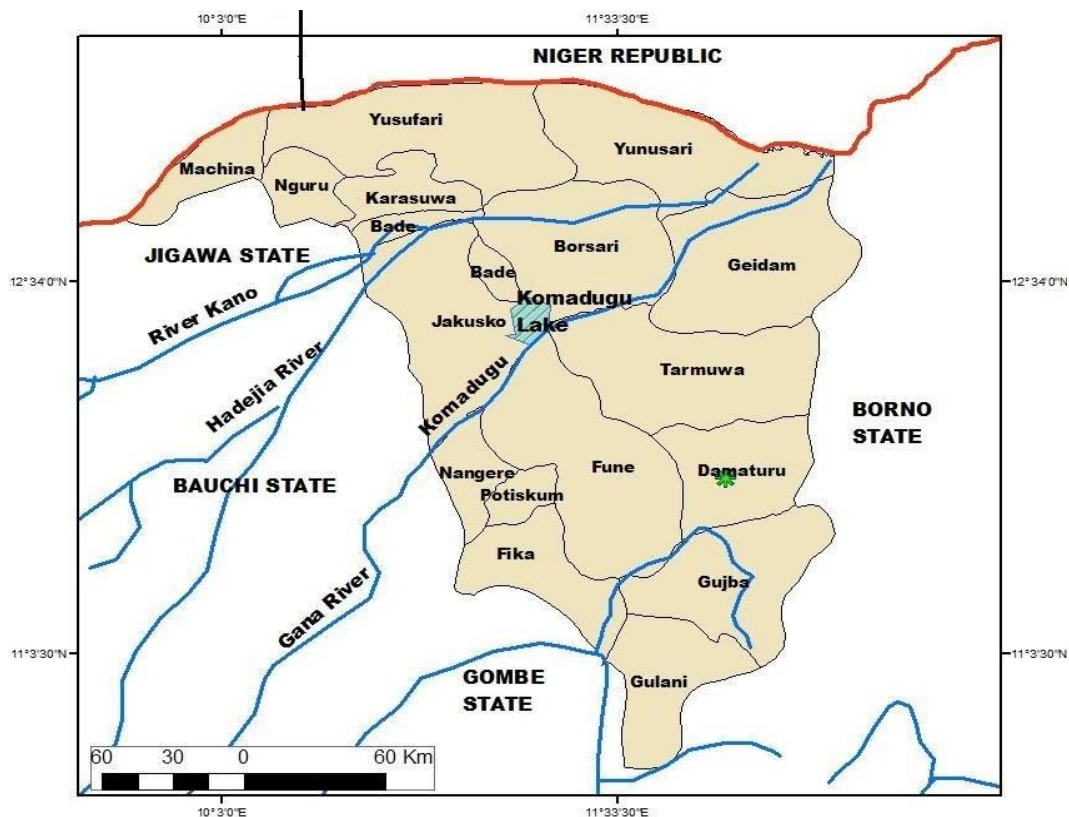 10°3'0"E
11°33'30"E
NIGER REPUBLIC
Yusufari
Yunusari
Machina
Nguru
Karasuwa
Bade
Borsari
JIGAWA STATE
Bade
Geidam
12°34'0"N
12°34'0"N
Komadugu
Lake
River Kano
Jakusko
Hadejia River
Komadugu
Tarmuwa
BORNO
STATE
Nangere
Fune
Damaturu
BAUCHI STATE
Potiskum
Fika
Gujba
Gana River
11°3'30"N
11°3'30"N
GOMBE
STATE
Gulani
60 30 0 60 Km
10°3'0"E
11°33'30"E